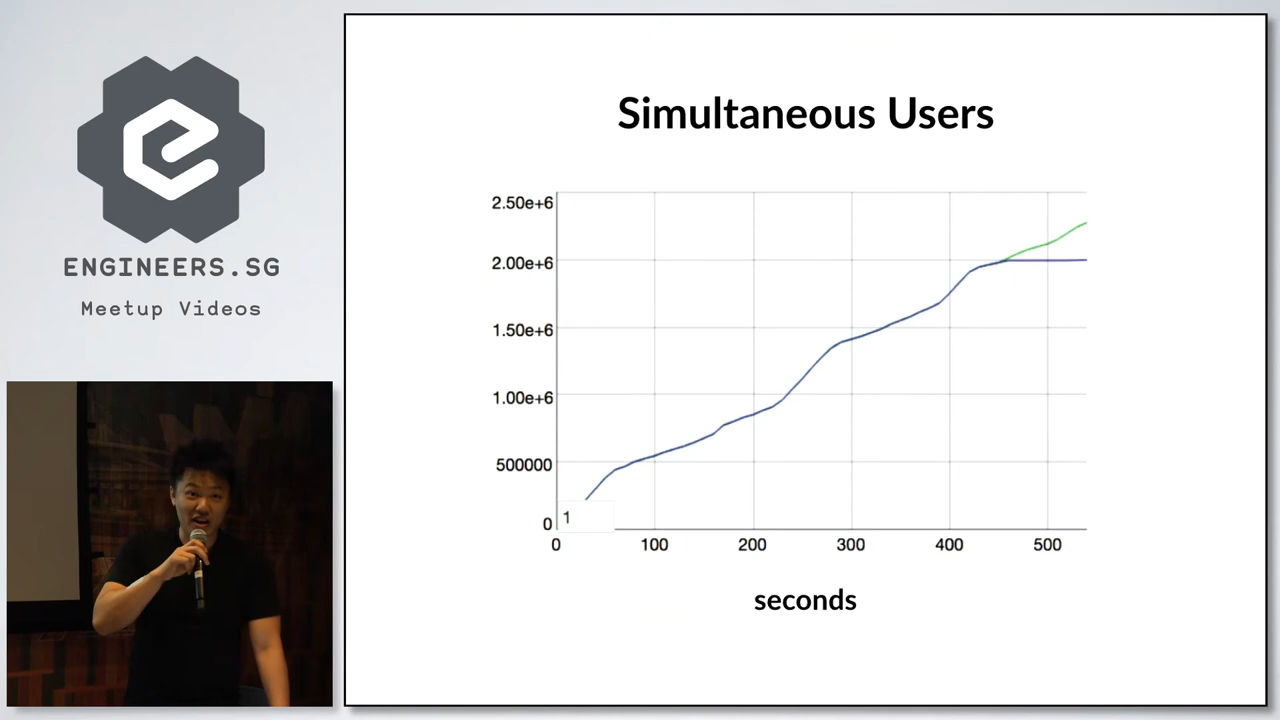 ENGINEERS.SG
Meetup Videos
Simultaneous Users
2.50e+6
2.00e+6
1.50e+6
1.00e+6
500000
0
1
0 100 200 300 400 500
seconds